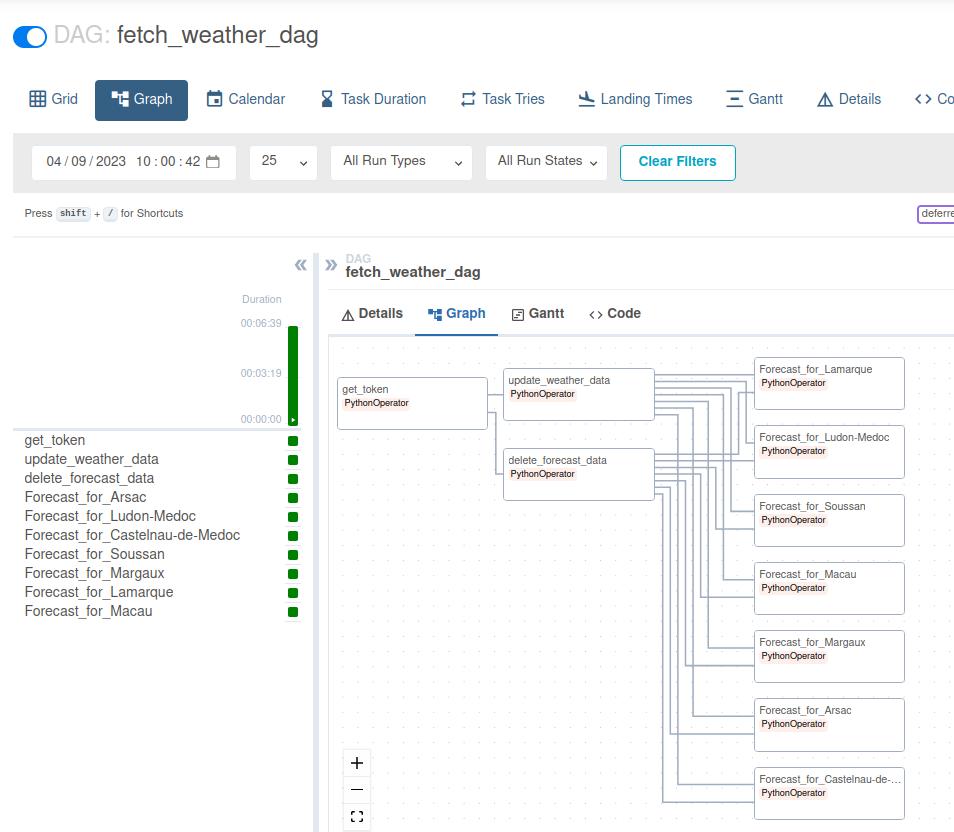 DAG: fetch_weather_dag
Grid Graph Calendar Task Duration Task Tries Landing Times Gantt Details <> Co
04/09/2023 10:00:42 25 All Run Types All Run States Clear Filters
Press shift + / for Shortcuts
deferre
« » DAG
fetch_weather_dag
Details Graph Gantt <> Code
Duration
00:06:39
00:03:19
00:00:00
get_token
update_weather_data
delete_forecast_data
Forecast_for_Arsac
Forecast_for_Ludon-Medoc
Forecast_for_Castelnau-de-Medoc
Forecast_for_Soussan
Forecast_for_Margaux
Forecast_for_Lamarque
Forecast_for_Macau
get_token
PythonOperator
update_weather_data
PythonOperator
delete_forecast_data
PythonOperator
Forecast_for_Lamarque
PythonOperator
Forecast_for_Ludon-Medoc
PythonOperator
Forecast_for_Soussan
PythonOperator
Forecast_for_Macau
PythonOperator
Forecast_for_Margaux
PythonOperator
Forecast_for_Arsac
PythonOperator
Forecast_for_Castelnau-de-...
PythonOperator